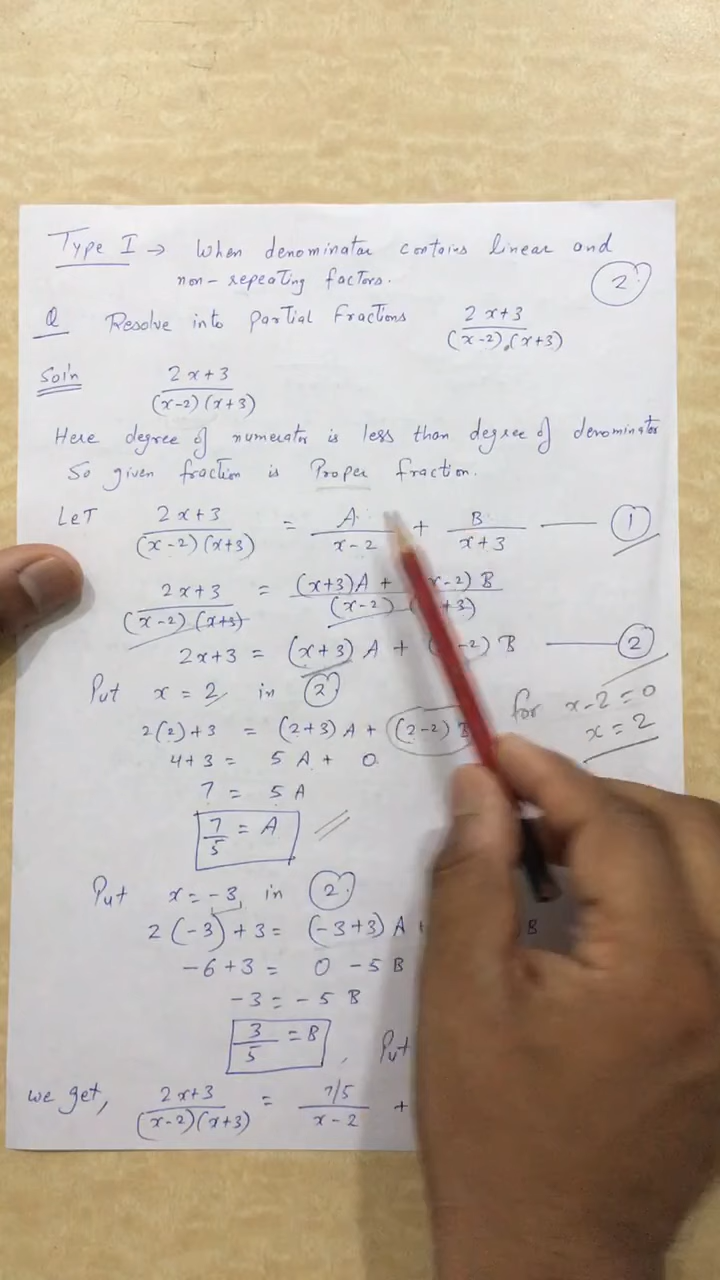 Type I → When denominator contains linear and
non-repeating factors.
2
Q Resolve into Partial Fractions (2x+3)/((x-2).(x+3))
Soln (2x+3)/((x-2)(x+3))
Here degree of numerator is less than degree of denominator
So given fraction is Proper fraction.
LeT (2x+3)/((x-2)(x+3)) = A/(x-2) + B/(x+3) — 1
(2x+3)/((x-2)(x+3)) = ((x+3)A + x-2)B)/((x-2) +3))
2x+3 = (x+3) A + -2) B — 2
Put x = 2 in 2
for x-2=0
x=2
2(2)+3 = (2+3) A + (2-2) B
4+3 = 5 A + 0
7 = 5 A
7/5 = A
Put x = -3, in 2
2(-3)+3 = (-3+3) A + B
-6+3 = 0 -5 B
-3 = -5 B
3/5 = B , Put
we get, (2x+3)/((x-2)(x+3)) = (7/5)/(x-2) +